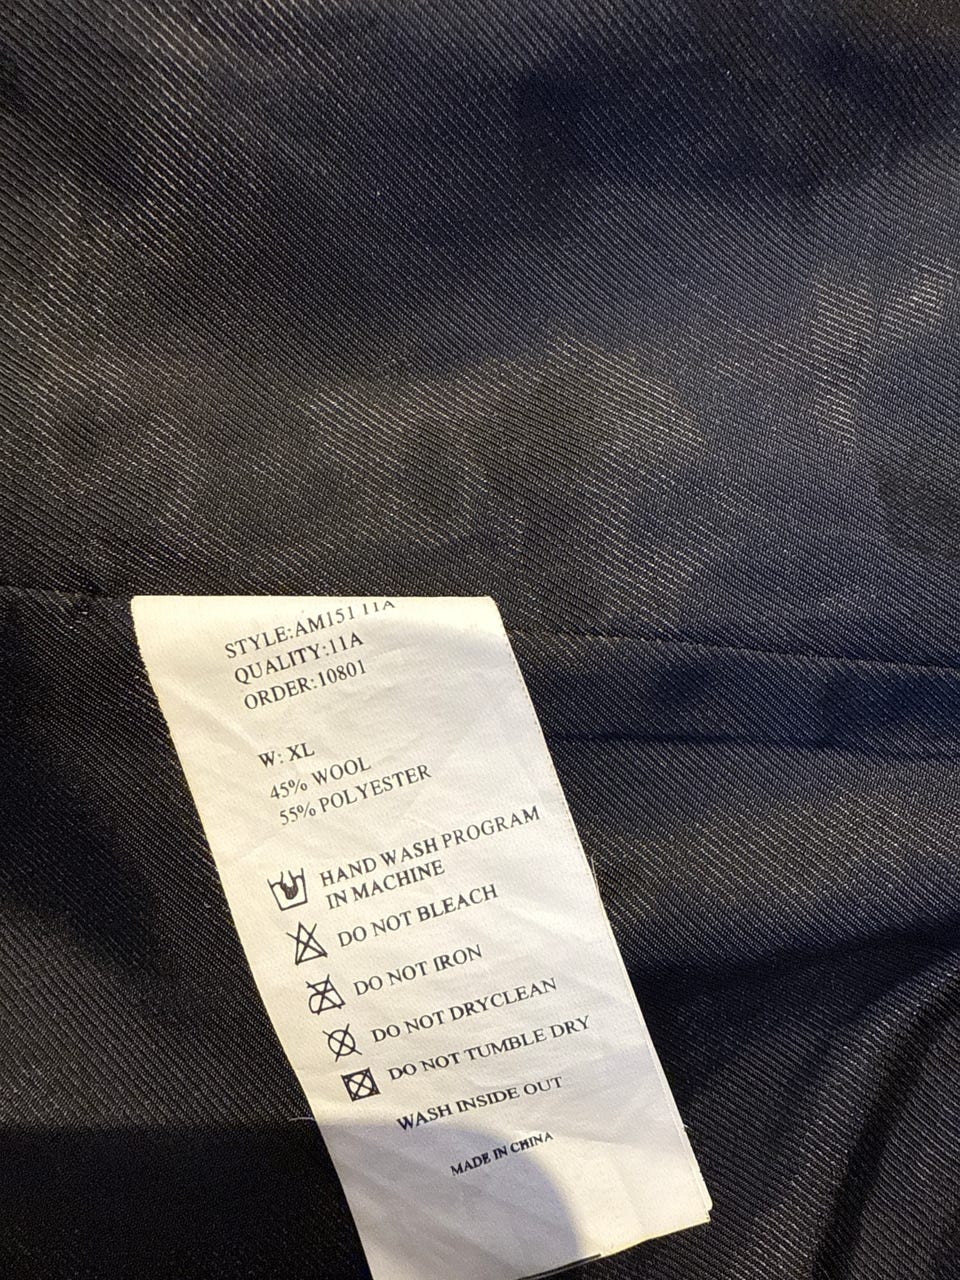 STYLE:AM151 11A
QUALITY:11A
ORDER:10801
W: XL
45% WOOL
55% POLYESTER
HAND WASH PROGRAM
IN MACHINE
DO NOT BLEACH
DO NOT IRON
DO NOT DRYCLEAN
DO NOT TUMBLE DRY
WASH INSIDE OUT
MADE IN CHINA